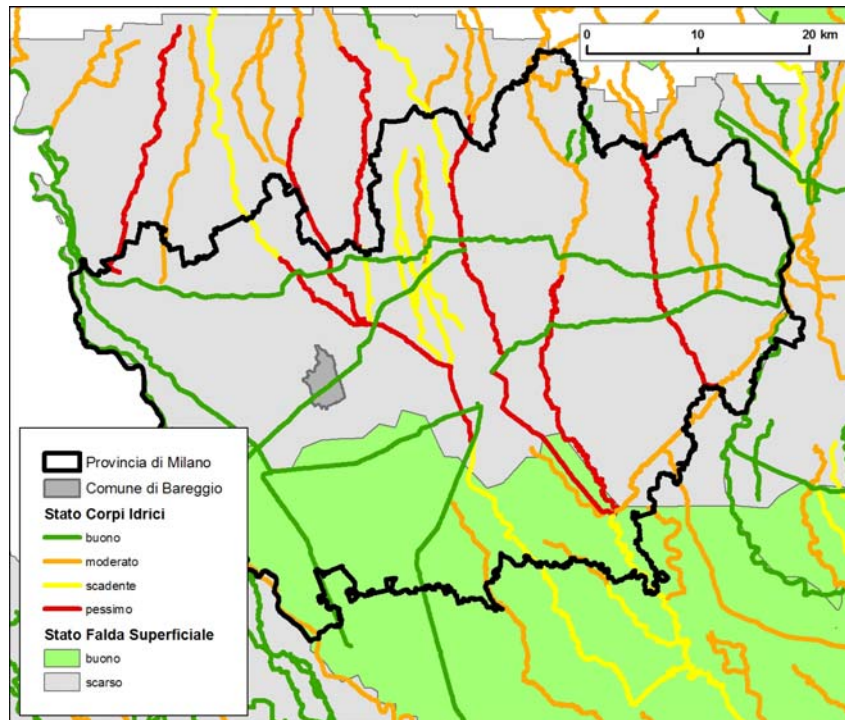 0 10 20 km
Provincia di Milano
Comune di Bareggio
Stato Corpi Idrici
buono
moderato
scadente
pessimo
Stato Falda Superficiale
buono
scarso